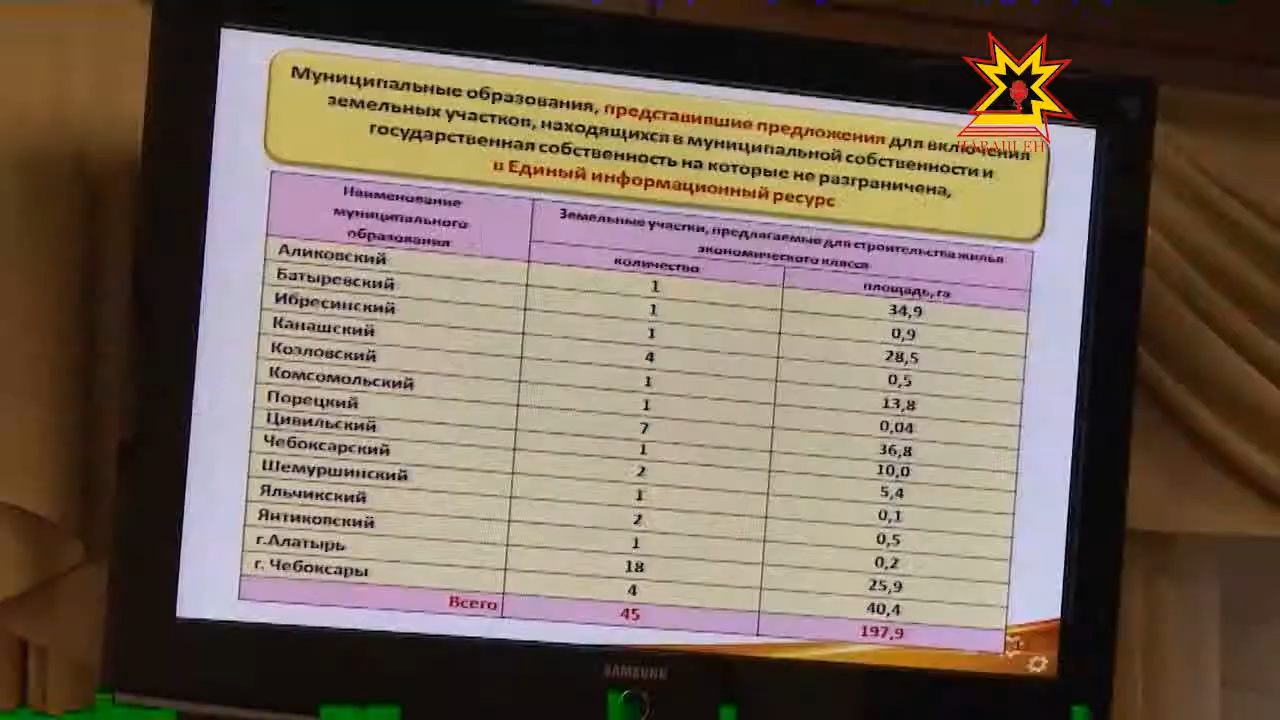 Муниципальные образования, представившие предложения для включения
земельных участков, находящихся в муниципальной собственности и
государственная собственность на которые не разграничена,
в Единый информационный ресурс
Наименование
муниципального
образования
Земельные участки, предлагаемые для строительства жилья
экономического класса
количество площадь, га
Аликовский 1 34,9
Батыревский 1 0,9
Ибресинский 1 28,5
Канашский 4 0,5
Козловский 1 13,8
Комсомольский 1 0,04
Порецкий 7 36,8
Цивильский 1 10,0
Чебоксарский 2 5,4
Шемуршинский 1 0,1
Яльчикский 2 0,5
Янтиковский 1 0,2
г.Алатырь 18 25,9
г. Чебоксары 4 40,4
Всего 45 197,9
1
SAMSUNG